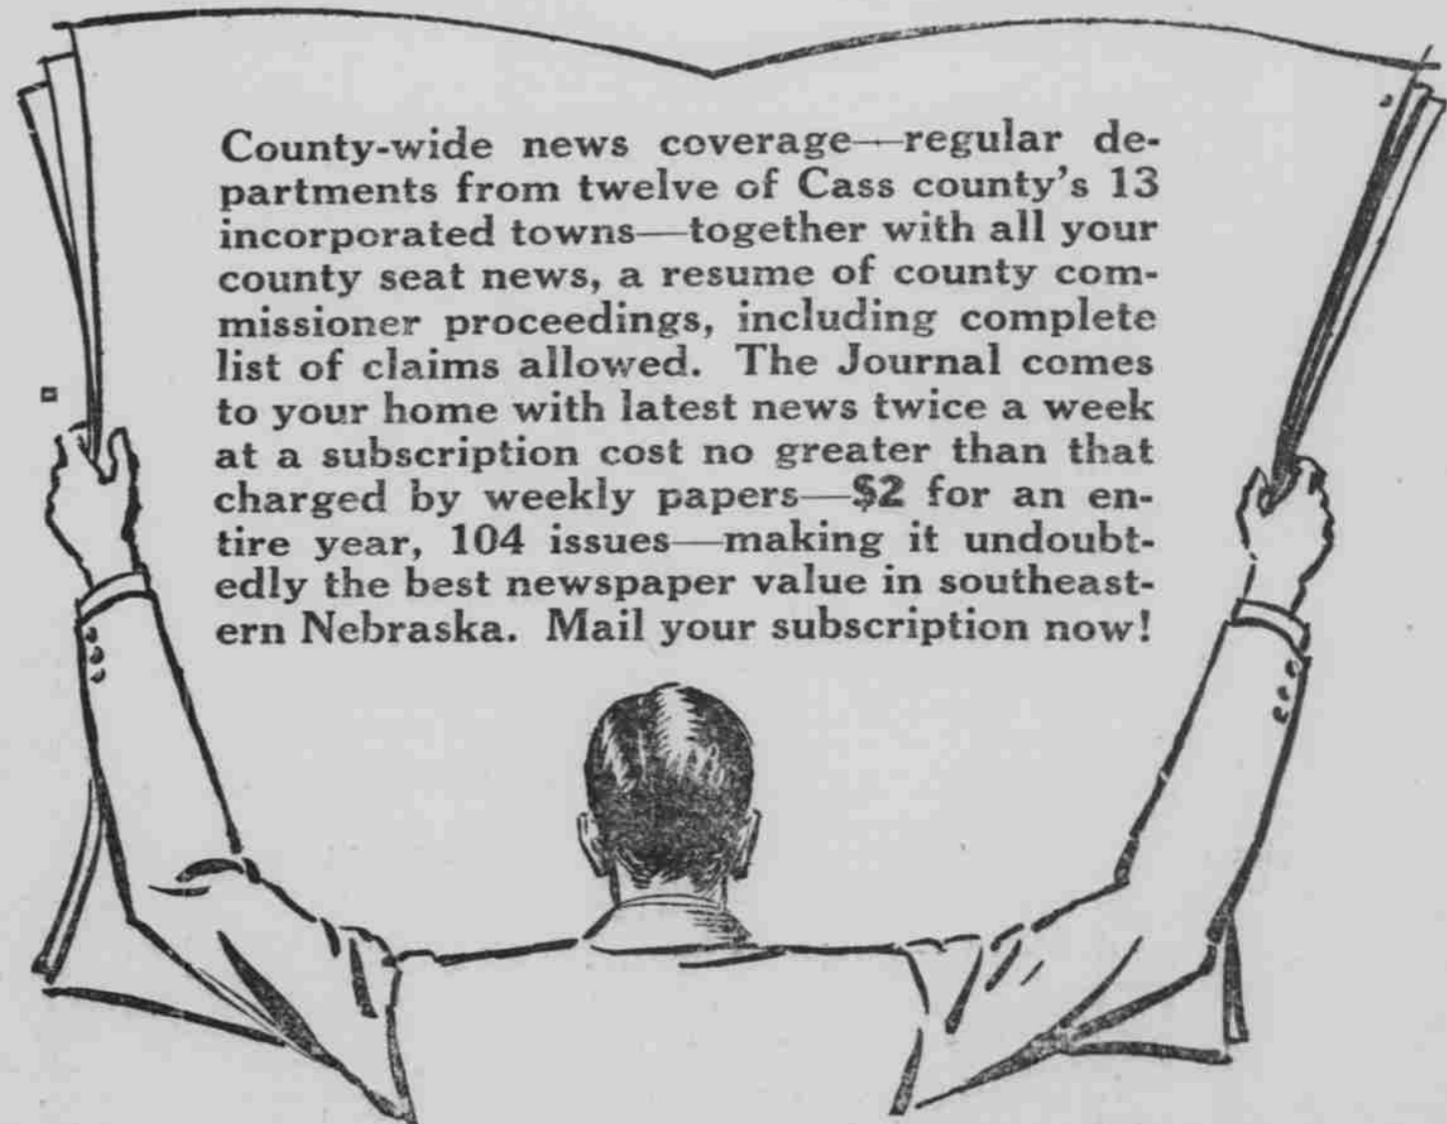 County-wide news coverage—regular de-
partments from twelve of Cass county's 13
incorporated towns—together with all your
county seat news, a resume of county com-
missioner proceedings, including complete
list of claims allowed. The Journal comes
to your home with latest news twice a week
at a subscription cost no greater than that
charged by weekly papers—$2 for an en-
tire year, 104 issues—making it undoubt-
edly the best newspaper value in southeast-
ern Nebraska. Mail your subscription now!